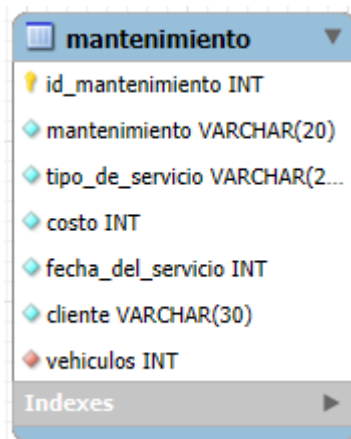 mantenimiento
id_mantenimiento INT
mantenimiento VARCHAR(20)
tipo_de_servicio VARCHAR(2...
costo INT
fecha_del_servicio INT
cliente VARCHAR(30)
vehiculos INT
Indexes